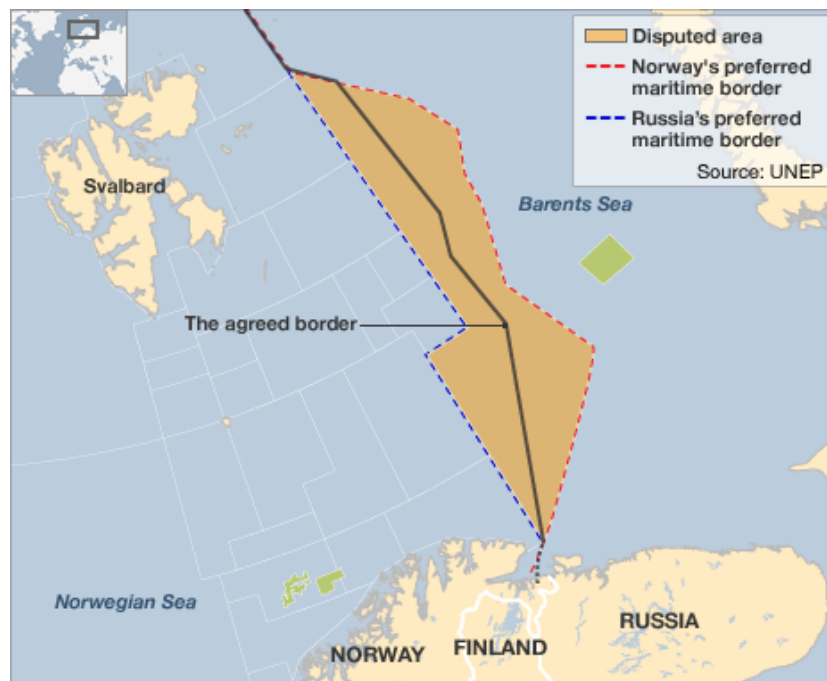 Disputed area
Norway's preferred
maritime border
Russia's preferred
maritime border
Source: UNEP
Svalbard
Barents Sea
The agreed border
Norwegian Sea
RUSSIA
FINLAND
NORWAY